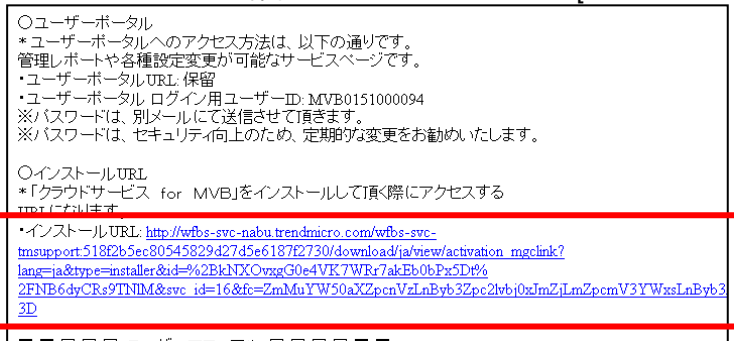 ○ユーザーポータル
*ユーザーポータルへのアクセス方法は、以下の通りです。
管理レポートや各種設定変更が可能なサービスページです。
・ユーザーポータルURL: 保留
・ユーザーポータル ログイン用ユーザーID: MVB0151000094
※パスワードは、別メールにて送信させて頂きます。
※パスワードは、セキュリティ向上のため、定期的な変更をお勧めいたします。
○インストールURL
*「クラウドサービス for MVB」をインストールして頂く際にアクセスする
URLになります。
・インストールURL: http://wfbs-svc-nabu.trendmicro.com/wfbs-svc-
tmsupport:518f2b5ec80545829d27d5e6187f2730/download/ja/view/activation_mgclink?
lang=ja&type=installer&id=%2BkNXOvxgG0e4VK7WRr7akEb0bPx5Dt%
2FNB6dyCRs9TNlM&svc_id=16&fc=ZmMuYW50aXZpcnVzLnByb3Zpc2lvbj0xJmZjLmZpcmV3YWxsLnByb3
3D